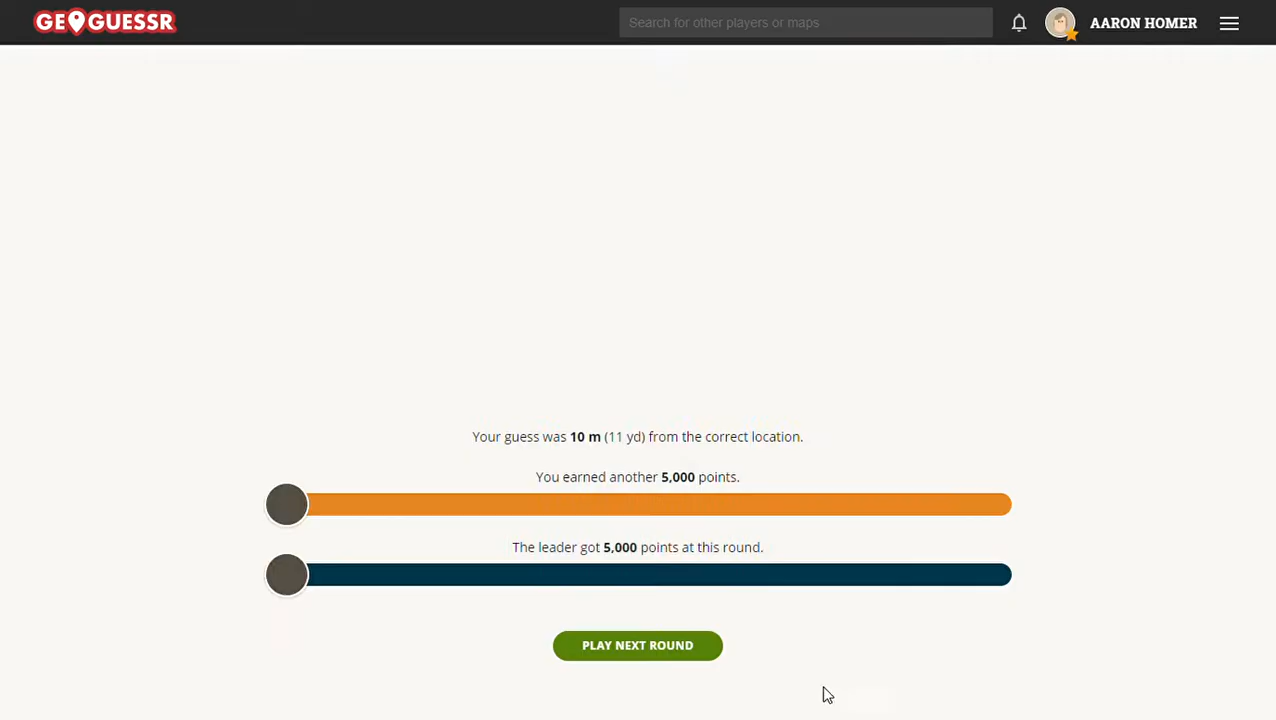 GEOGUESSR
Search for other players or maps
AARON HOMER
Your guess was 10 m (11 yd) from the correct location.
You earned another 5,000 points.
The leader got 5,000 points at this round.
PLAY NEXT ROUND